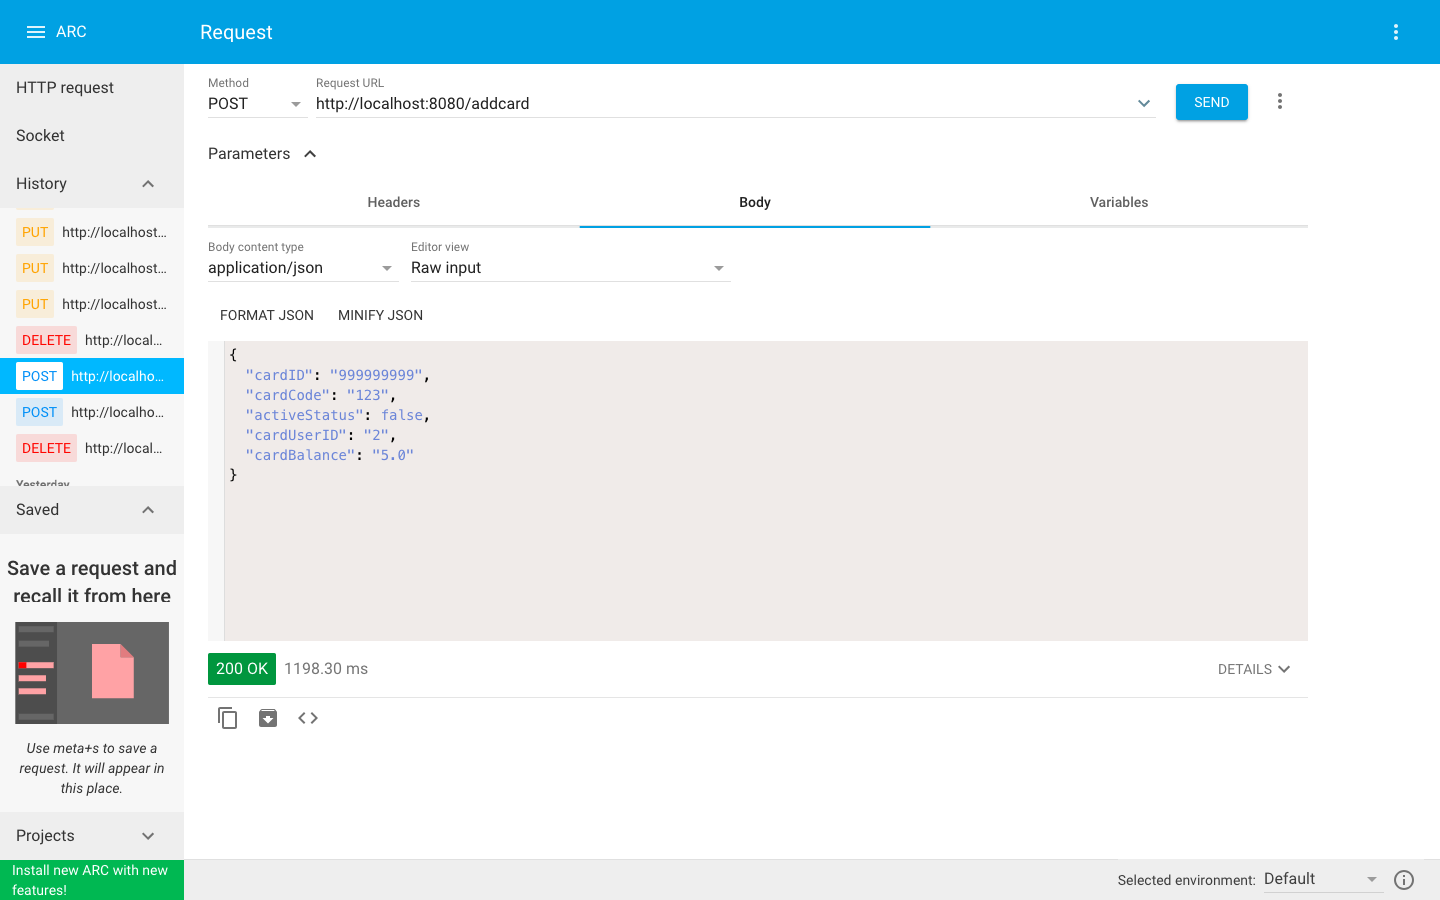 ARC
Request
HTTP request
Socket
History
PUT http://localhost...
PUT http://localhost...
PUT http://localhost...
DELETE http://local...
POST http://localho...
POST http://localho...
DELETE http://local...
Yesterday
Saved
Save a request and
recall it from here
Use meta+s to save a
request. It will appear in
this place.
Projects
Install new ARC with new
features!
Method
POST
Request URL
http://localhost:8080/addcard
SEND
Parameters
Headers
Body
Variables
Body content type
application/json
Editor view
Raw input
FORMAT JSON
MINIFY JSON
{
"cardID": "999999999",
"cardCode": "123",
"activeStatus": false,
"cardUserID": "2",
"cardBalance": "5.0"
}
200 OK
1198.30 ms
DETAILS
Selected environment:
Default